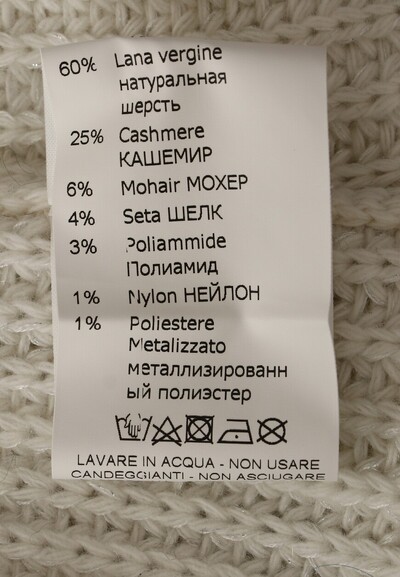 60% Lana vergine
натуральная
шерсть
25% Cashmere
КАШЕМИР
6% Mohair МОХЕР
4% Seta ШЕЛК
3% Poliammide
Полиамид
1% Nylon НЕЙЛОН
1% Poliestere
Metalizzato
металлизированн
ый полиэстер
LAVARE IN ACQUA - NON USARE
CANDEGGIANTI - NON ASCIUGARE